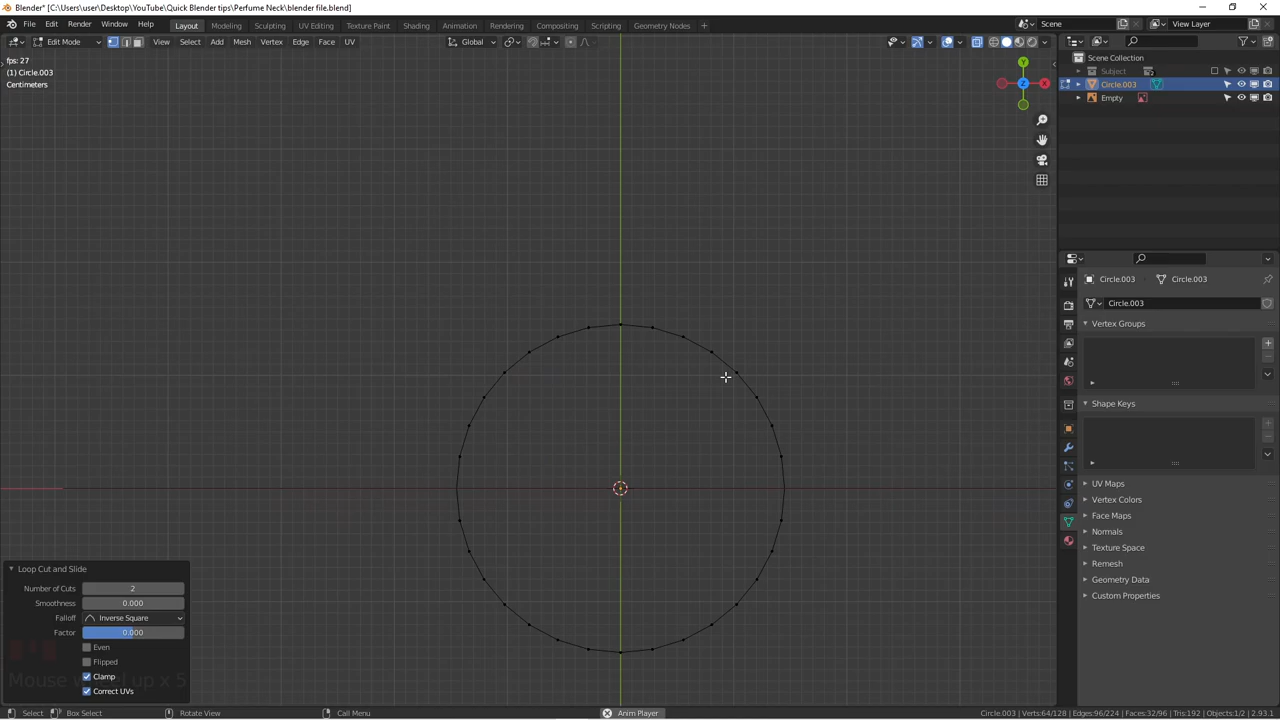 Blender* [C:\Users\user\Desktop\YouTube\Quick Blender tips\Perfume Neck\blender file.blend]
File Edit Render Window Help Layout Modeling Sculpting UV Editing Texture Paint Shading Animation Rendering Compositing Scripting Geometry Nodes + Scene View Layer
Edit Mode View Select Add Mesh Vertex Edge Face UV Global
fps: 27
(1) Circle.003
Centimeters
Y
X
Z
Scene Collection
Subject
Circle.003
Empty
Circle.003 Circle.003
Circle.003
Vertex Groups
Shape Keys
UV Maps
Vertex Colors
Face Maps
Normals
Texture Space
Remesh
Geometry Data
Custom Properties
Loop Cut and Slide
Number of Cuts 2
Smoothness 0.000
Falloff Inverse Square
Factor 0.000
Even
Flipped
Clamp
Correct UVs
Mouse wheel up x 5
Select Box Select Rotate View Call Menu Anim Player Circle.003 | Verts:64/128 | Edges:96/224 | Faces:32/96 | Tris:192 | Objects:1/2 | 2.93.1